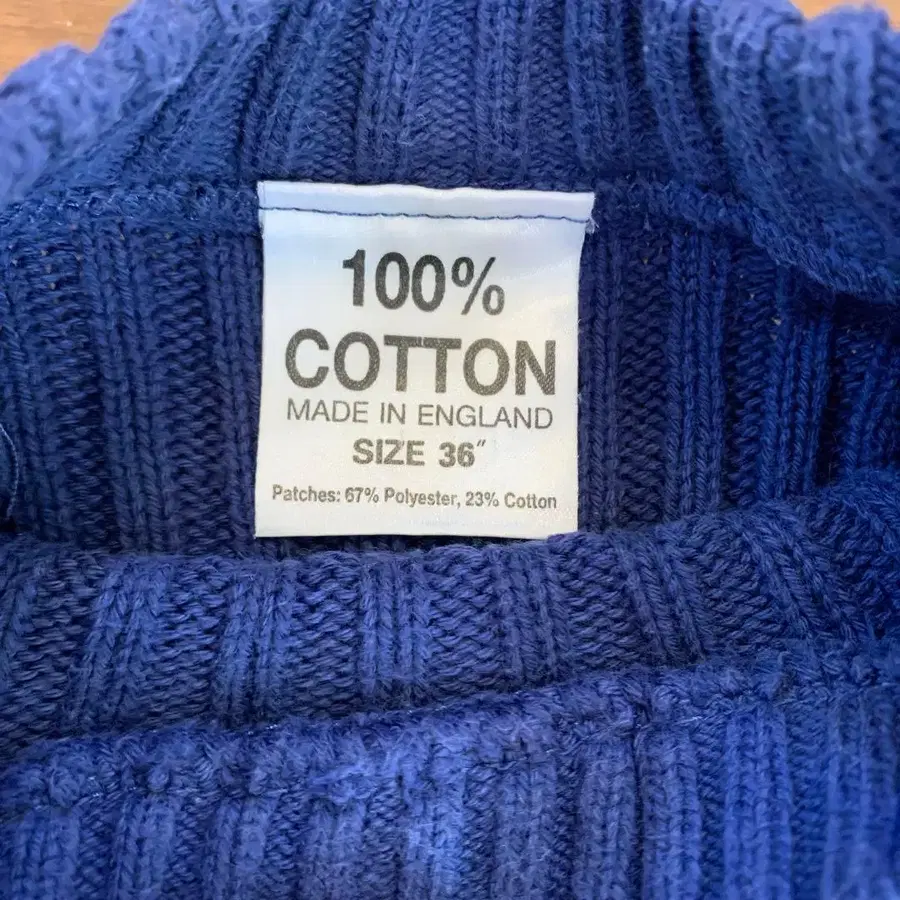 100%
COTTON
MADE IN ENGLAND
SIZE 36"
Patches: 67% Polyester, 23% Cotton